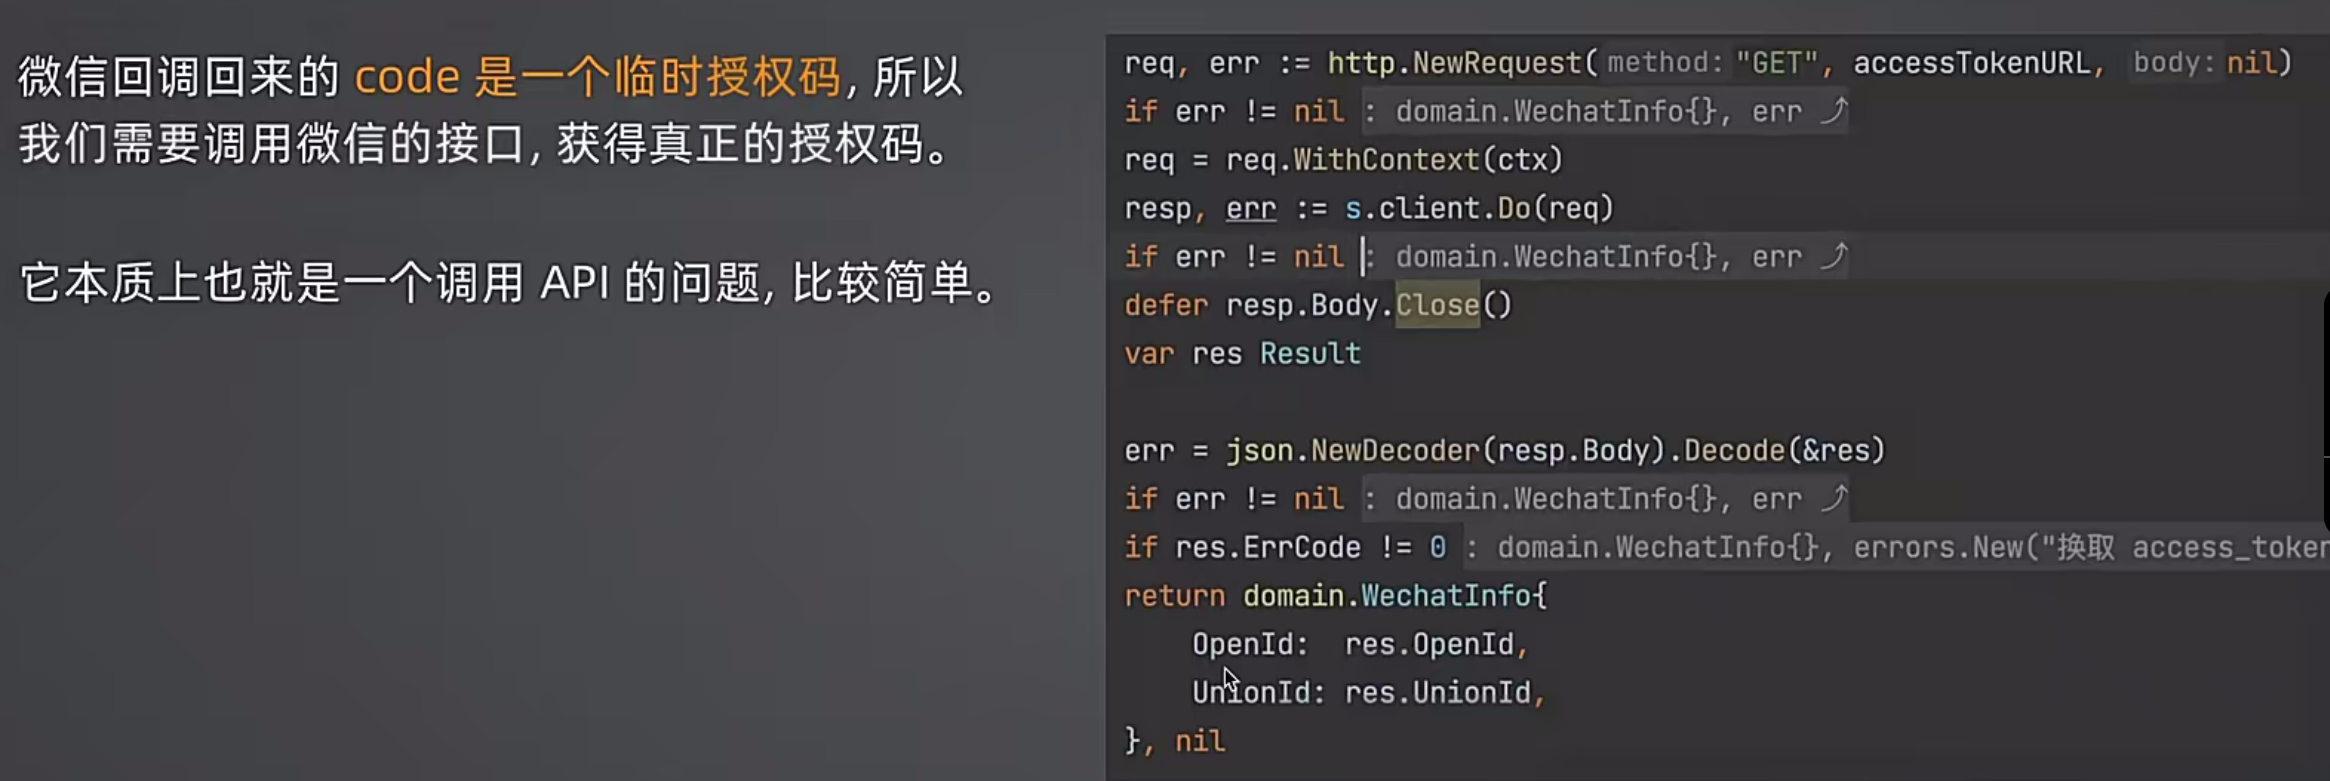 微信回调回来的 code 是一个临时授权码, 所以
我们需要调用微信的接口, 获得真正的授权码。
它本质上也就是一个调用 API 的问题, 比较简单。
req, err := http.NewRequest( method: "GET", accessTokenURL, body: nil)
if err != nil : domain.WechatInfo{}, err ⤴
req = req.WithContext(ctx)
resp, err := s.client.Do(req)
if err != nil : domain.WechatInfo{}, err ⤴
defer resp.Body.Close()
var res Result
err = json.NewDecoder(resp.Body).Decode(&res)
if err != nil : domain.WechatInfo{}, err ⤴
if res.ErrCode != 0 : domain.WechatInfo{}, errors.New("换取 access_token
return domain.WechatInfo{
OpenId: res.OpenId,
UnionId: res.UnionId,
}, nil